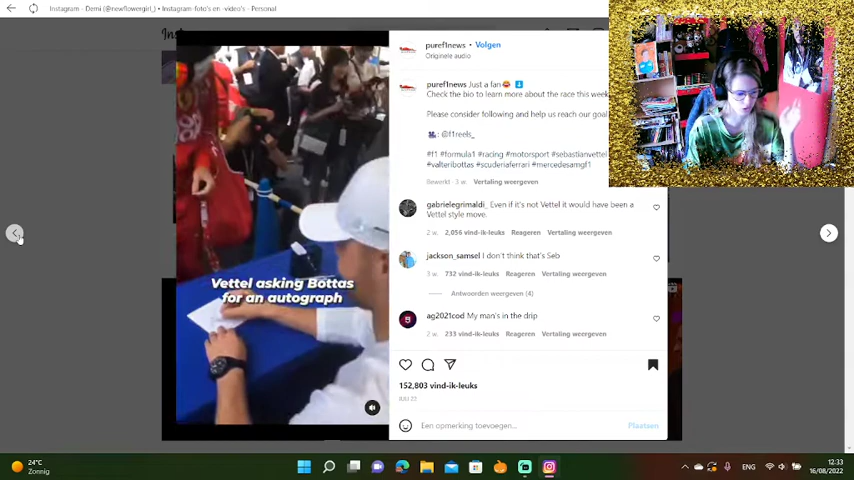 Instagram - Demi (@newflowergirl_) • Instagram-foto's en -video's - Personal
Inst
puref1news • Volgen
Originele audio
puref1news Just a fan😂 ⬇️
Check the bio to learn more about the race this week
Please consider following and help us reach our goal
: @f1reels_
#f1 #formula1 #racing #motorsport #sebastianvettel
#valteribottas #scuderiaferrari #mercedesamgf1
Bewerkt · 3 w Vertaling weergeven
gabrielegrimaldi_ Even if it's not Vettel it would have been a
Vettel style move.
2 w. 2,056 vind-ik-leuks Reageren Vertaling weergeven
jackson_samsel I don't think that's Seb
3 w. 732 vind-ik-leuks Reageren Vertaling weergeven
Antwoorden weergeven (4)
ag2021cod My man's in the drip
2 w. 233 vind-ik-leuks Reageren Vertaling weergeven
Vettel asking Bottas
for an autograph
152,803 vind-ik-leuks
JULI 22
Een opmerking toevoegen...
Plaatsen
24°C
Zonnig
ENG
12:33
16/08/2022